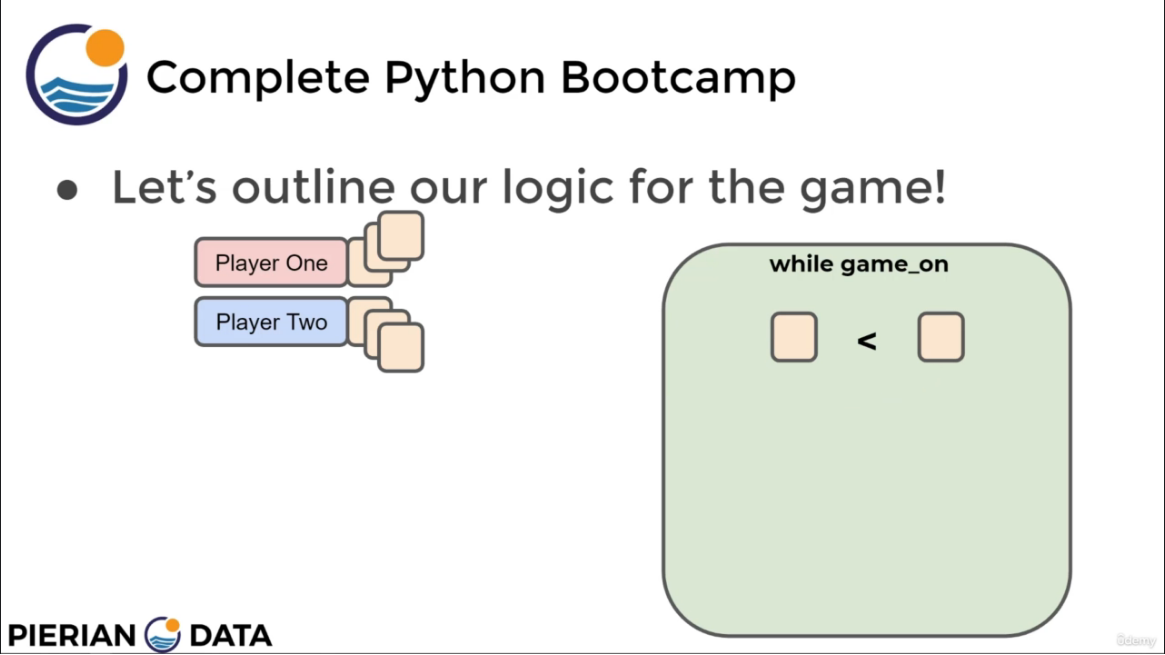 Complete Python Bootcamp
● Let's outline our logic for the game!
Player One
Player Two
while game_on
<
PIERIAN DATA
ûdemy